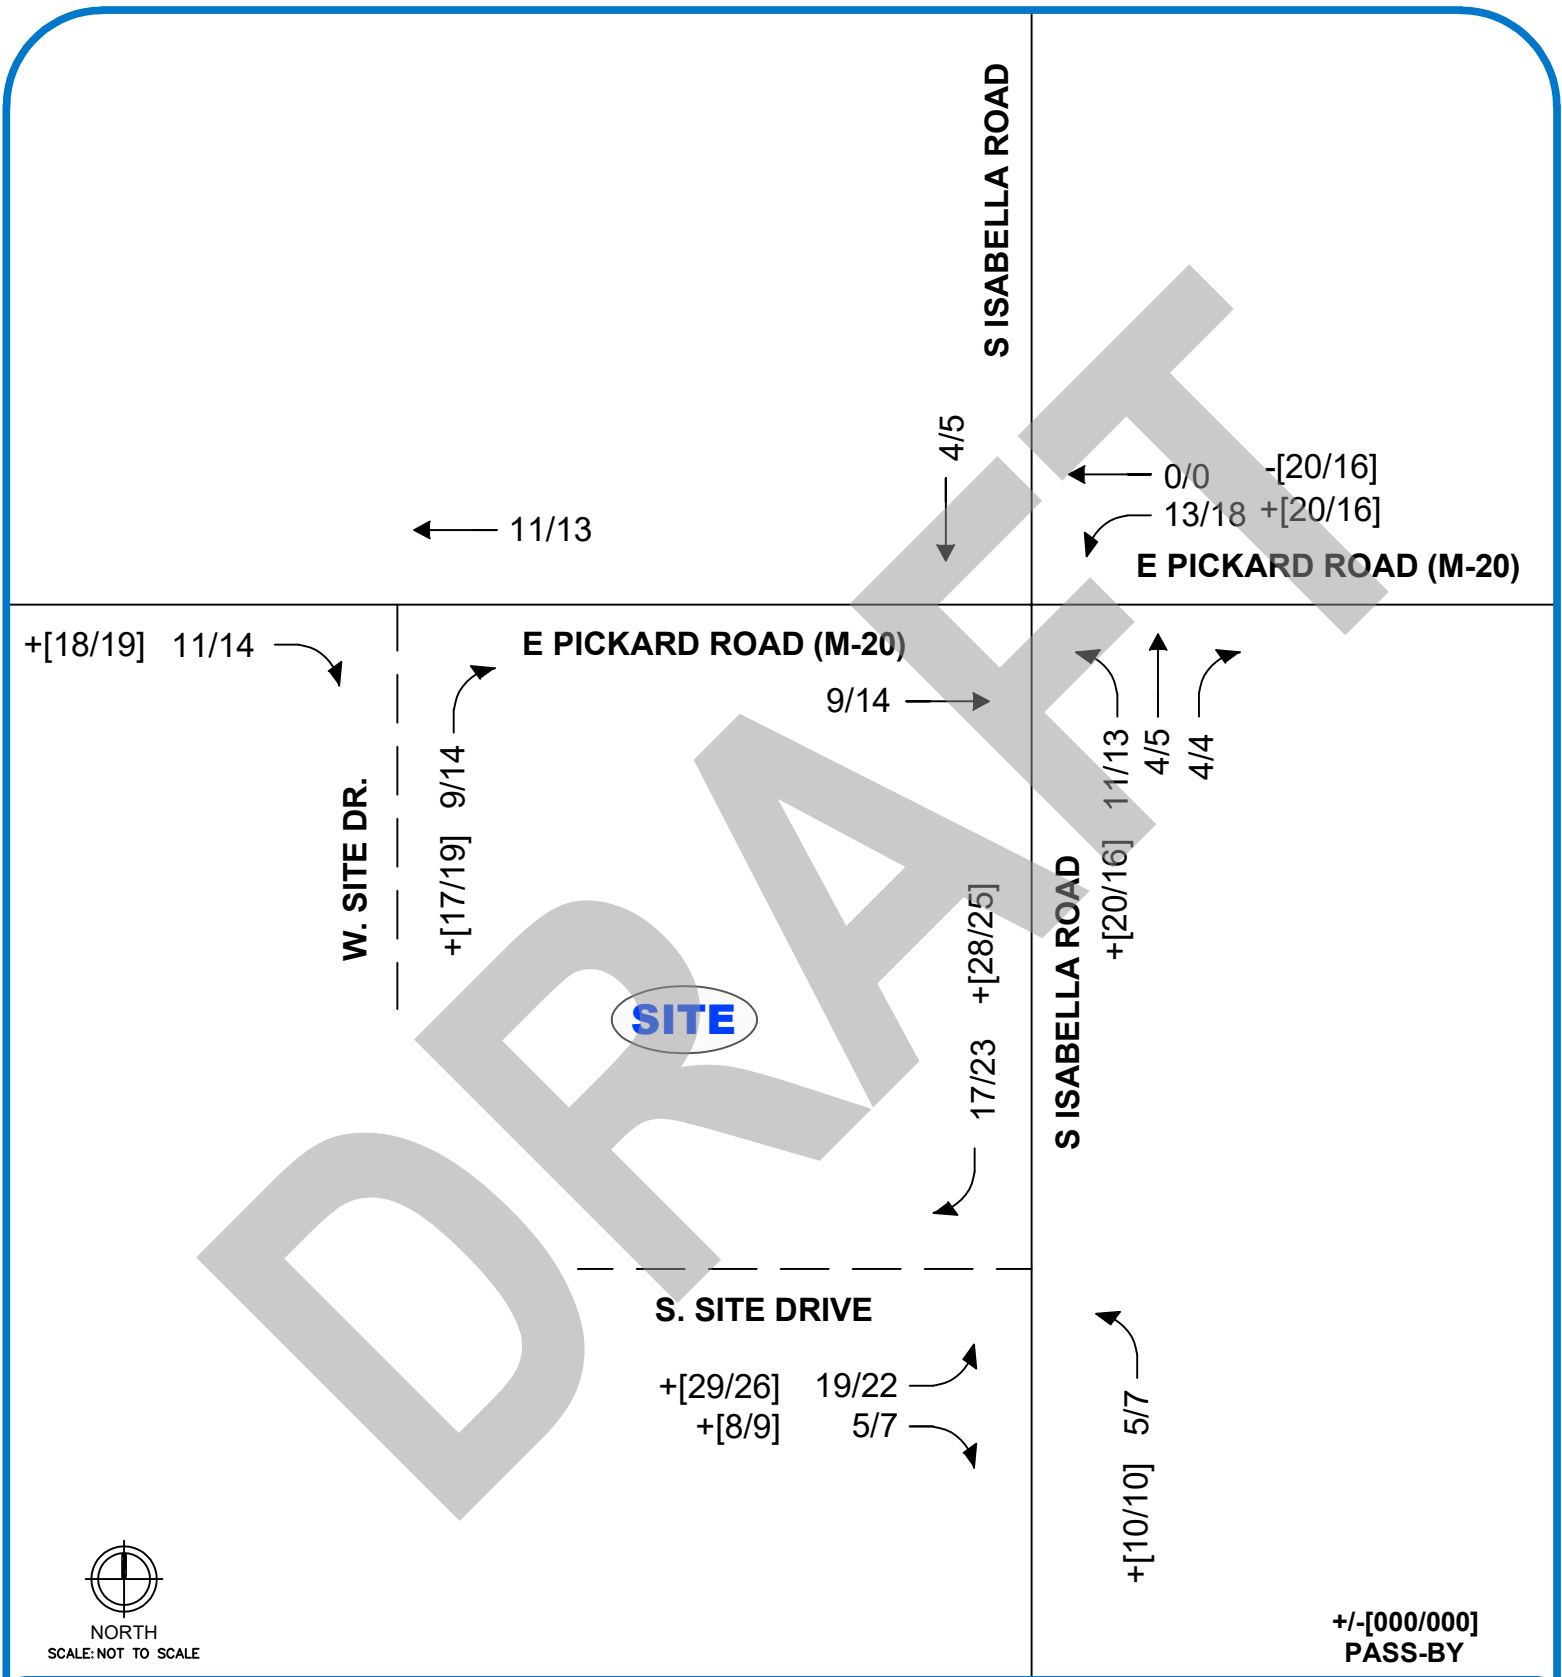 S ISABELLA ROAD
4/5
0/0 -[20/16]
13/18 +[20/16]
11/13
E PICKARD ROAD (M-20)
+[18/19] 11/14
E PICKARD ROAD (M-20)
9/14
W. SITE DR.
+[17/19] 9/14
+[20/16] 11/13
4/5
4/4
17/23 +[28/25]
S ISABELLA ROAD
SITE
DRAFT
S. SITE DRIVE
+[29/26] 19/22
+[8/9] 5/7
+[10/10] 5/7
NORTH
SCALE: NOT TO SCALE
+/-[000/000]
PASS-BY